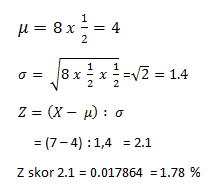 μ = 8 x 1/2 = 4
σ = √(8 x 1/2 x 1/2) = √2 = 1.4
Z = (X − μ) : σ
= (7 – 4) : 1,4 = 2.1
Z skor 2.1 = 0.017864 = 1.78 %